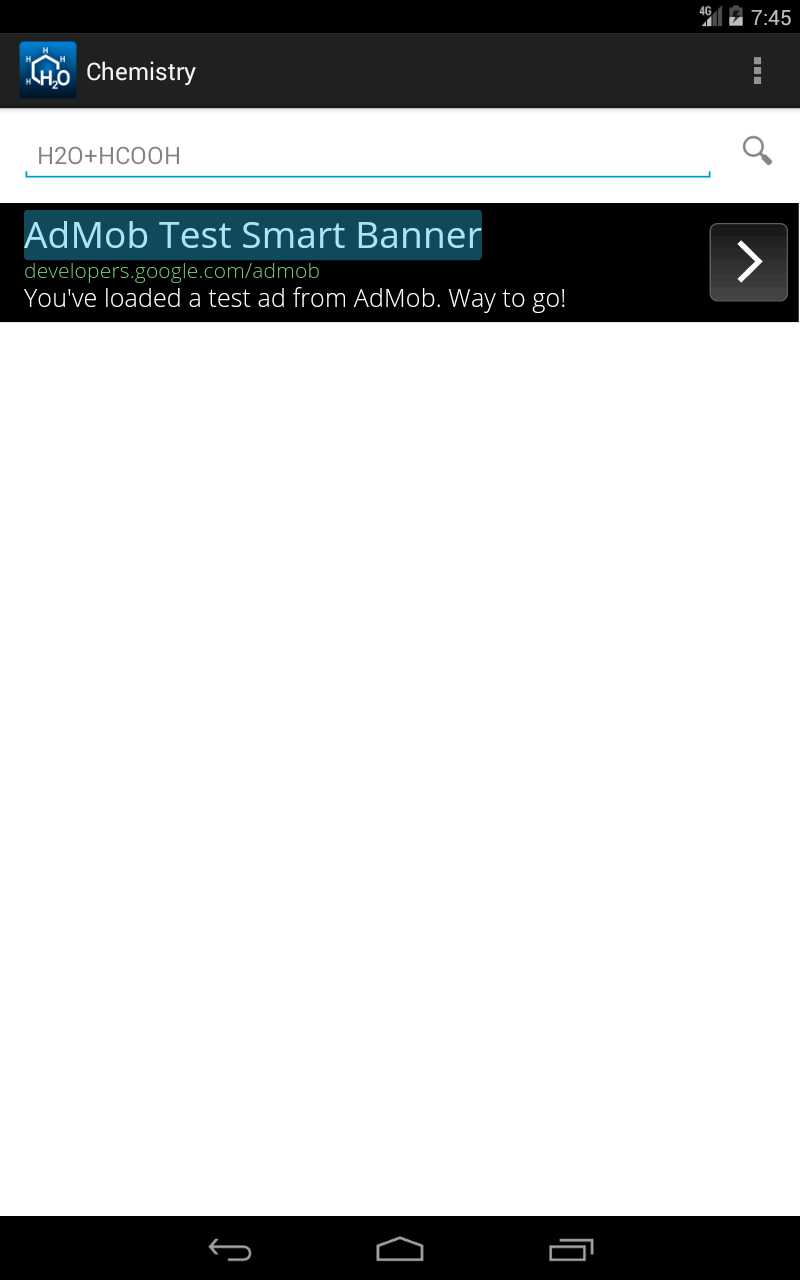 4G 7:45
H H H H H2O
Chemistry
H2O+HCOOH
AdMob Test Smart Banner
developers.google.com/admob
You've loaded a test ad from AdMob. Way to go!